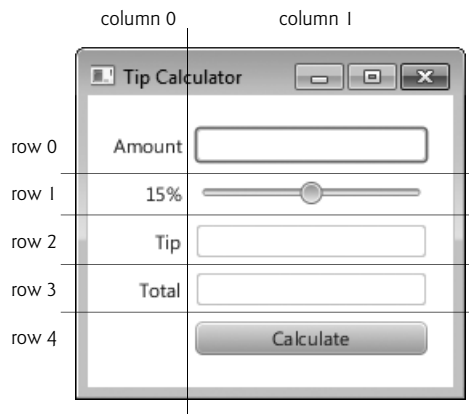 column 0 column 1
Tip Calculator
row 0 Amount
row 1 15%
row 2 Tip
row 3 Total
row 4 Calculate